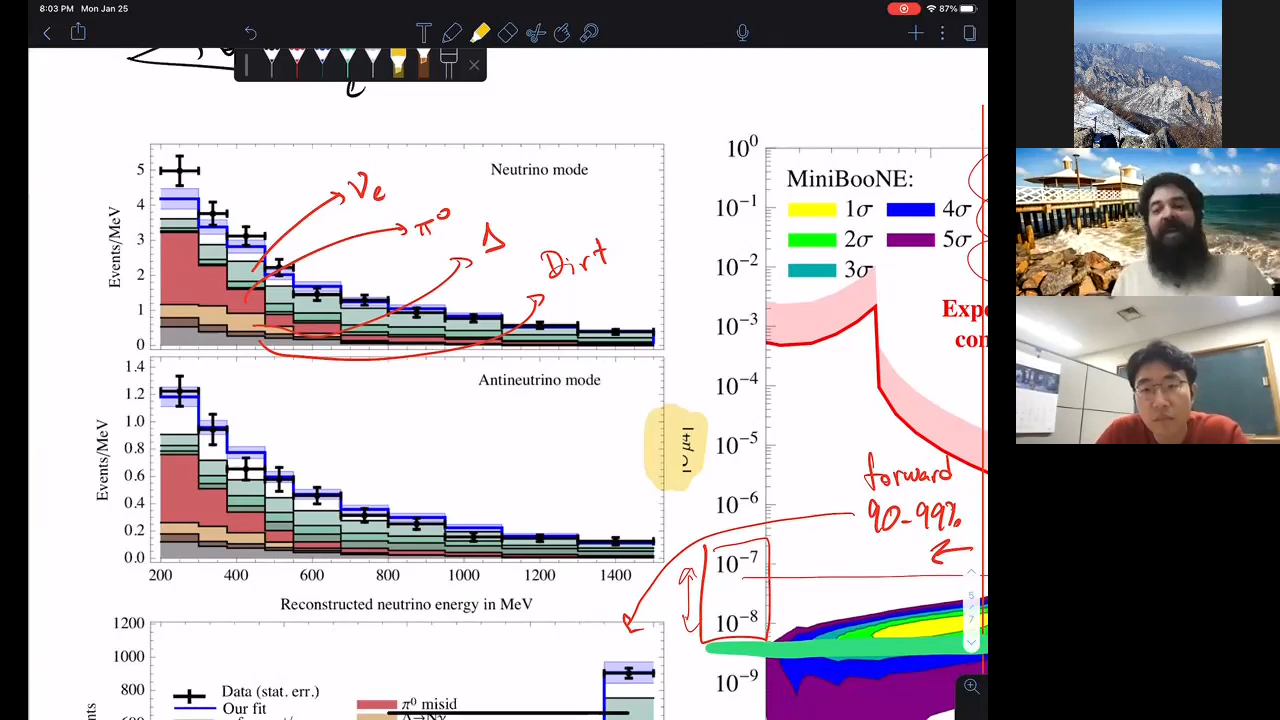 8:03 PM Mon Jan 25
87%
T
Neutrino mode
Events/MeV
5
4
3
2
1
0
νe
π⁰
Δ
Dirt
Antineutrino mode
Events/MeV
1.4
1.2
1.0
0.8
0.6
0.4
0.2
0.0
200 400 600 800 1000 1200 1400
Reconstructed neutrino energy in MeV
1200
1000
800
Data (stat. err.)
Our fit
π⁰ misid
Δ→Nγ
10⁰
10⁻¹
10⁻²
10⁻³
10⁻⁴
10⁻⁵
10⁻⁶
10⁻⁷
10⁻⁸
10⁻⁹
MiniBooNE:
1σ 4σ
2σ 5σ
3σ
forward
90-99%
5
7